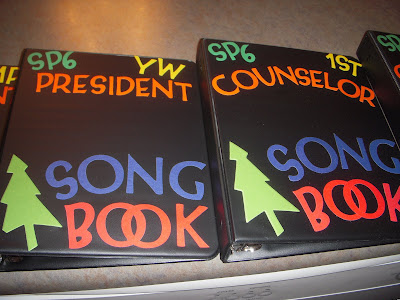 SP6 YW
PRESIDENT
SONG
BOOK
SP6 1ST
COUNSELOR
SONG
BOOK